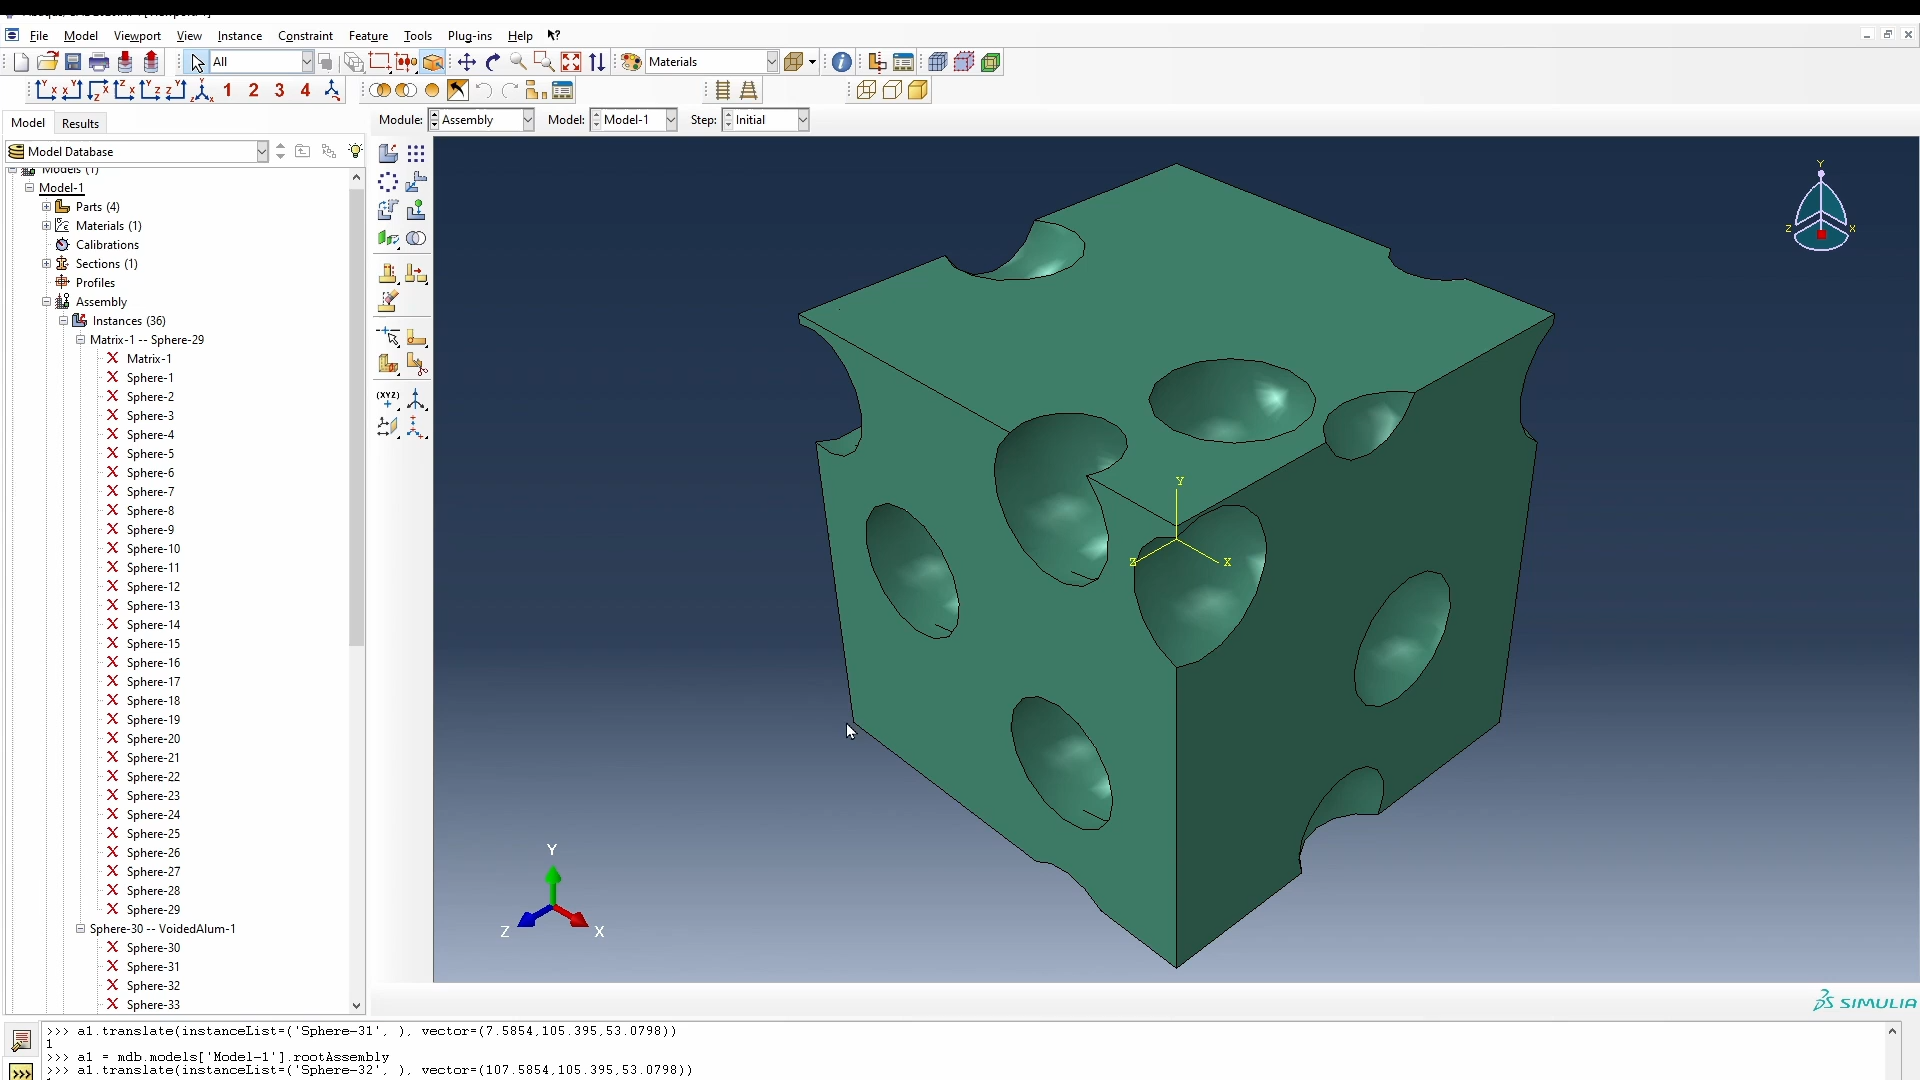 File Model Viewport View Instance Constraint Feature Tools Plug-ins Help
All Materials
1 2 3 4
Model Results
Module: Assembly Model: Model-1 Step: Initial
Model Database
Models (1)
Model-1
Parts (4)
Materials (1)
Calibrations
Sections (1)
Profiles
Assembly
Instances (36)
Matrix-1 -- Sphere-29
Matrix-1
Sphere-1
Sphere-2
Sphere-3
Sphere-4
Sphere-5
Sphere-6
Sphere-7
Sphere-8
Sphere-9
Sphere-10
Sphere-11
Sphere-12
Sphere-13
Sphere-14
Sphere-15
Sphere-16
Sphere-17
Sphere-18
Sphere-19
Sphere-20
Sphere-21
Sphere-22
Sphere-23
Sphere-24
Sphere-25
Sphere-26
Sphere-27
Sphere-28
Sphere-29
Sphere-30 -- VoidedAlum-1
Sphere-30
Sphere-31
Sphere-32
Sphere-33
(XYZ)
Y
Z X
Y
Z X
Y
Z X
SIMULIA
>>> a1.translate(instanceList=('Sphere-31', ), vector=(7.5854,105.395,53.0798))
1
>>> a1 = mdb.models['Model-1'].rootAssembly
>>> a1.translate(instanceList=('Sphere-32', ), vector=(107.5854,105.395,53.0798))